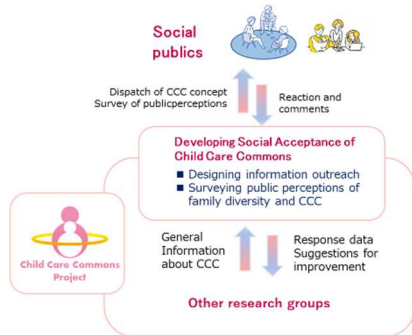 Social
publics
Dispatch of CCC concept
Survey of publicperceptions
Reaction and
comments
Developing Social Acceptance of
Child Care Commons
■ Designing information outreach
■ Surveying public perceptions of
family diversity and CCC
Child Care Commons
Project
General
Information
about CCC
Response data
Suggestions for
improvement
Other research groups